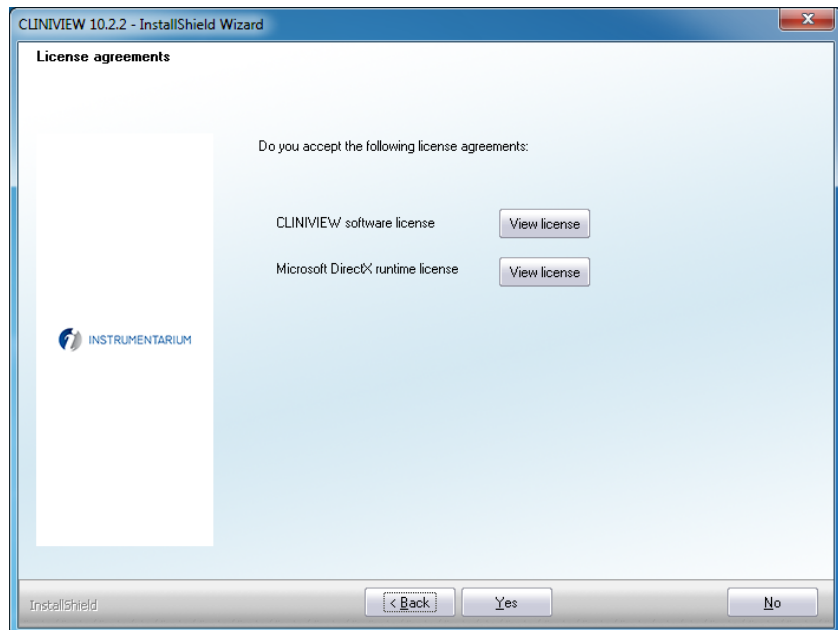 CLINIVIEW 10.2.2 - InstallShield Wizard
License agreements
Do you accept the following license agreements:
CLINIVIEW software license View license
Microsoft DirectX runtime license View license
INSTRUMENTARIUM
InstallShield
< Back Yes No